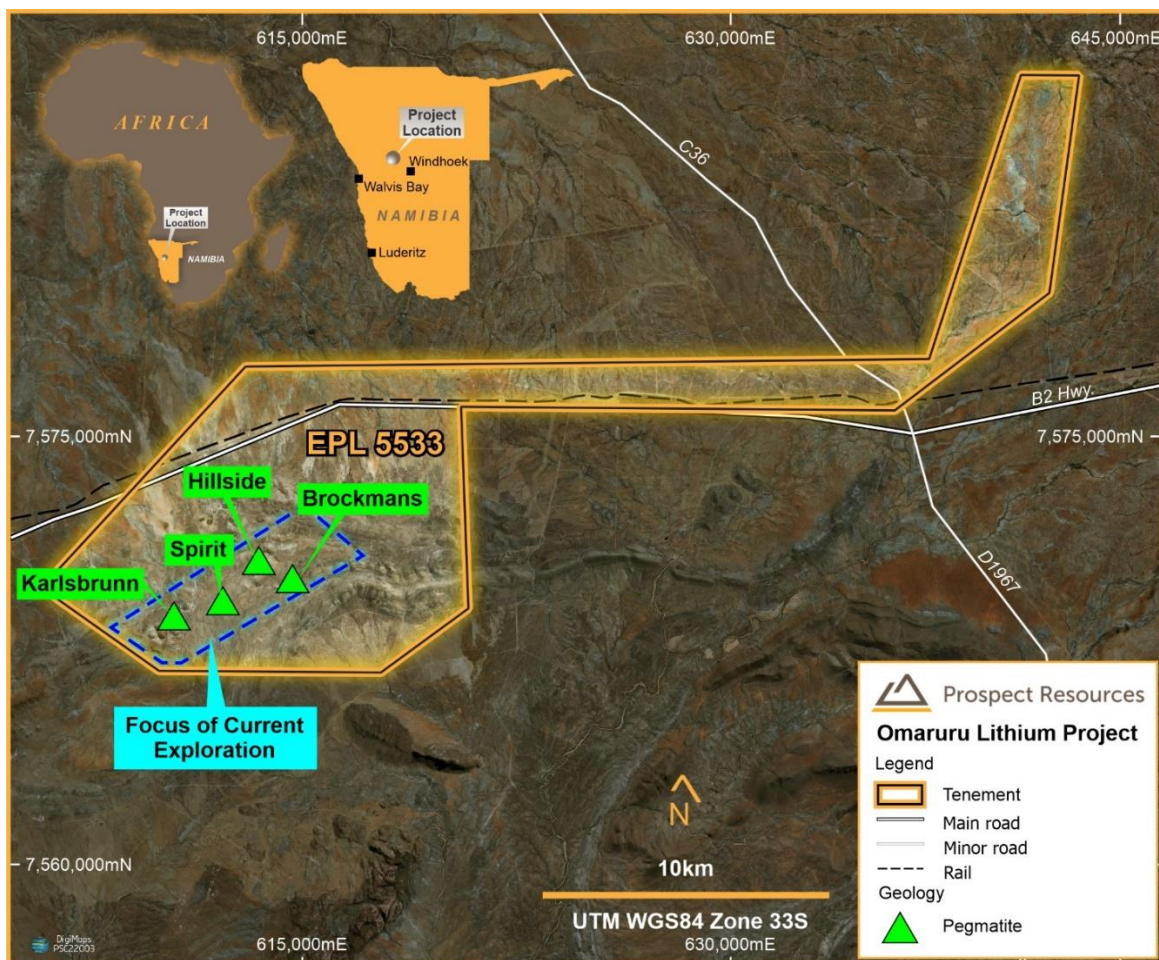 615,000mE
630,000mE
645,000mE
AFRICA
Project
Location
NAMIBIA
Project
Location
Windhoek
Walvis Bay
NAMIBIA
Luderitz
C36
B2 Hwy.
7,575,000mN
7,575,000mN
EPL 5533
Hillside
Brockmans
Spirit
Karlsbrunn
D1967
Focus of Current
Exploration
7,560,000mN
N
10km
UTM WGS84 Zone 33S
615,000mE
630,000mE
Prospect Resources
Omaruru Lithium Project
Legend
Tenement
Main road
Minor road
Rail
Geology
Pegmatite
DigiMaps
PSC22003